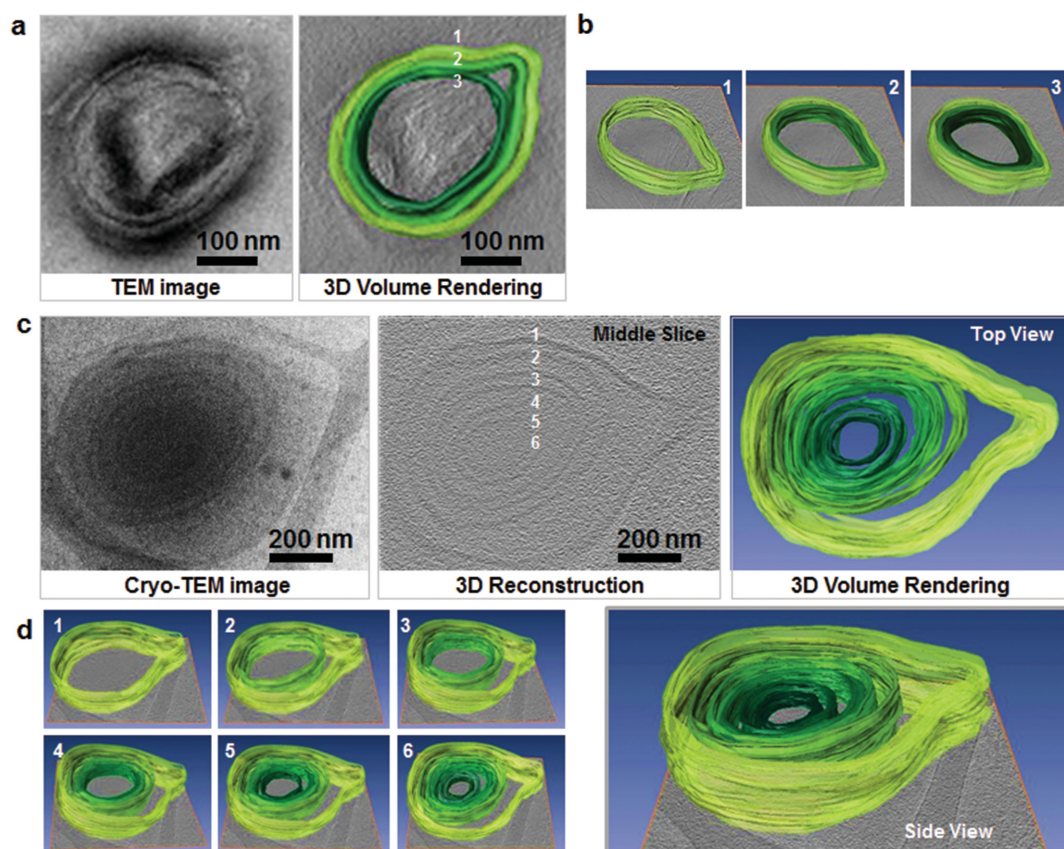 a
1
2
3
100 nm
100 nm
TEM image
3D Volume Rendering
b
1
2
3
c
200 nm
Cryo-TEM image
Middle Slice
1
2
3
4
5
6
200 nm
3D Reconstruction
Top View
3D Volume Rendering
d
1
2
3
4
5
6
Side View